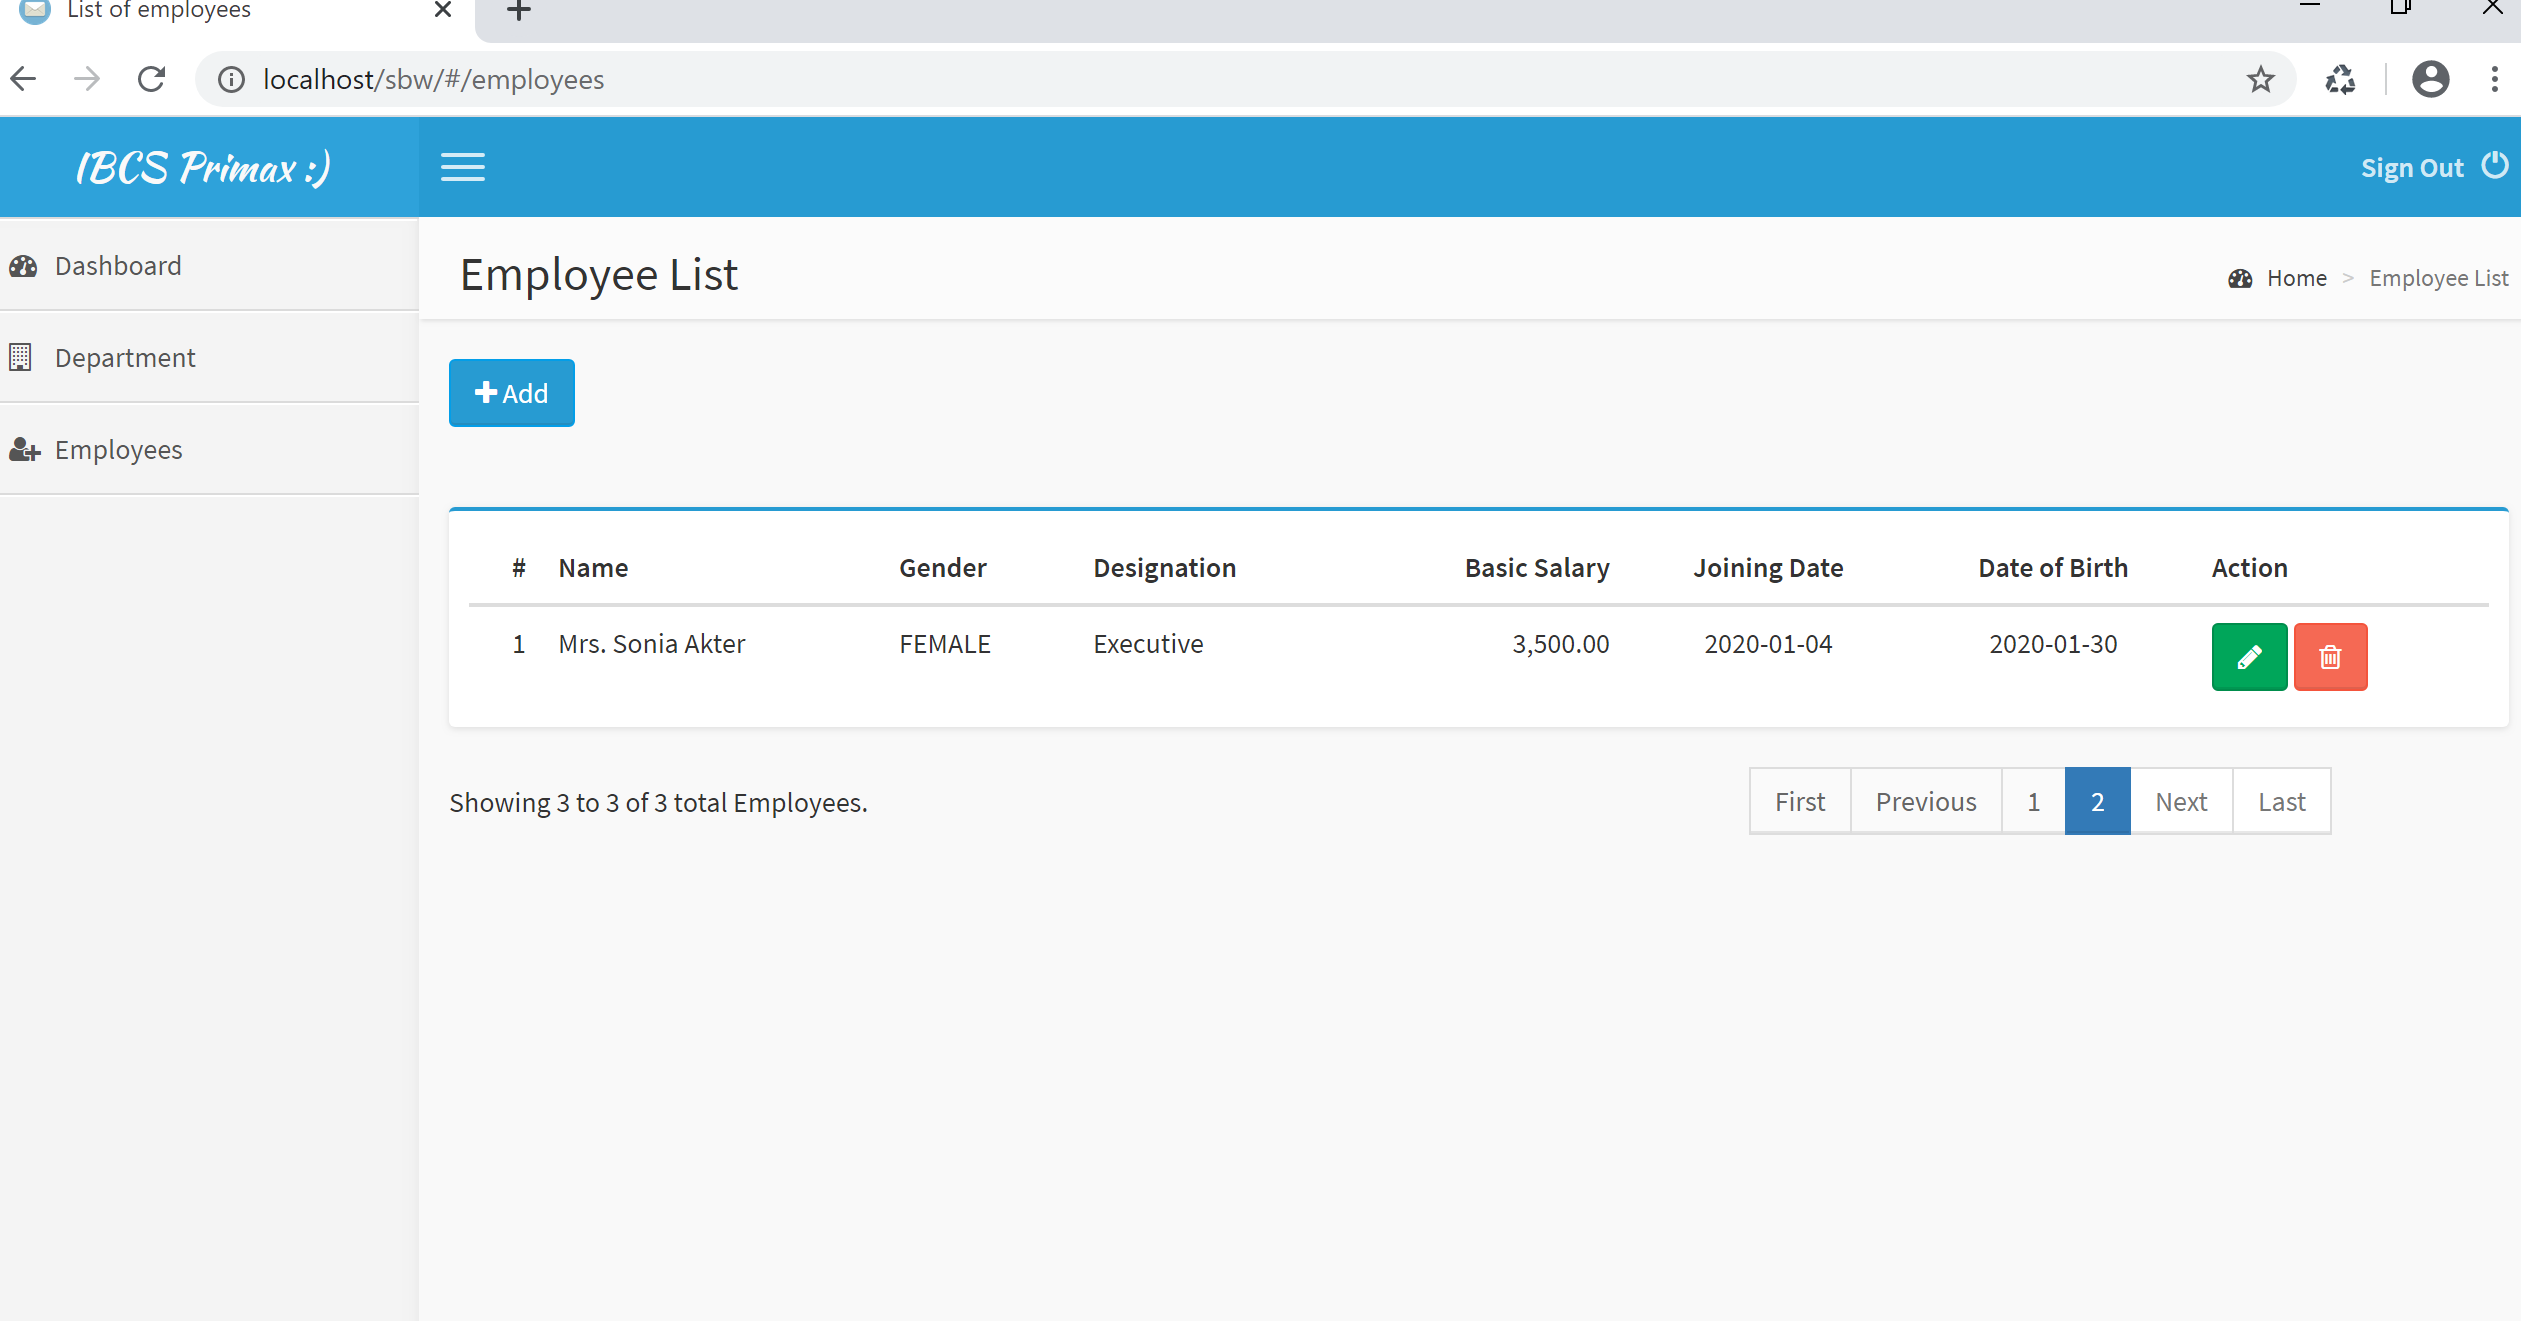 List of employees
localhost/sbw/#/employees
IBCS Primax :)
Sign Out
Dashboard
Department
Employees
Employee List
Home > Employee List
Add
# Name Gender Designation Basic Salary Joining Date Date of Birth Action
1 Mrs. Sonia Akter FEMALE Executive 3,500.00 2020-01-04 2020-01-30
Showing 3 to 3 of 3 total Employees.
First Previous 1 2 Next Last